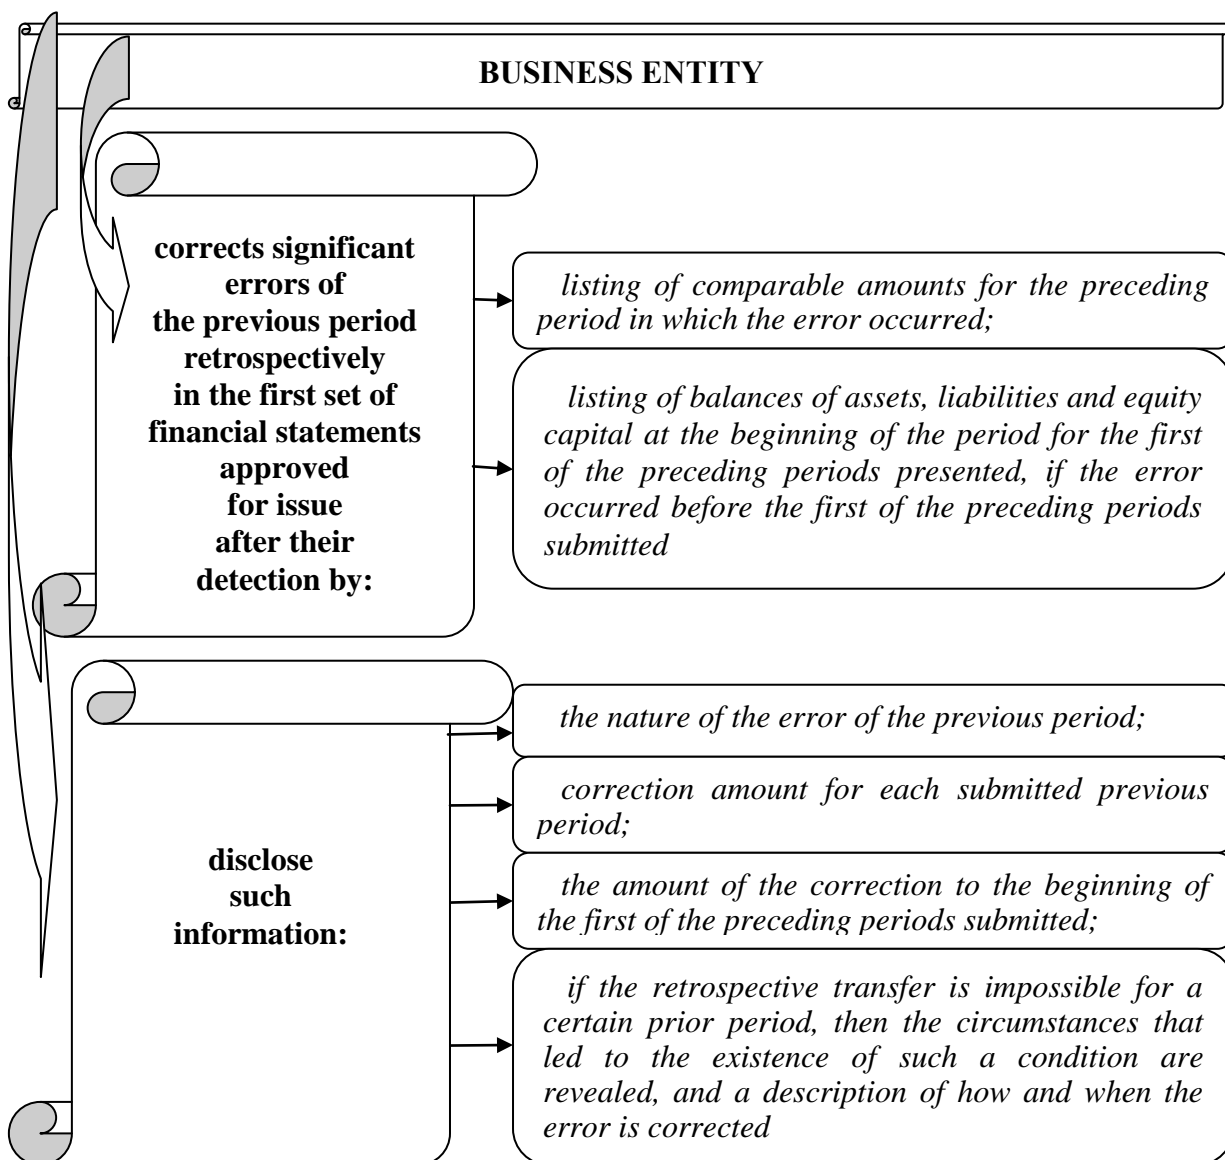 BUSINESS ENTITY
corrects significant
errors of
the previous period
retrospectively
in the first set of
financial statements
approved
for issue
after their
detection by:
listing of comparable amounts for the preceding
period in which the error occurred;
listing of balances of assets, liabilities and equity
capital at the beginning of the period for the first
of the preceding periods presented, if the error
occurred before the first of the preceding periods
submitted
disclose
such
information:
the nature of the error of the previous period;
correction amount for each submitted previous
period;
the amount of the correction to the beginning of
the first of the preceding periods submitted;
if the retrospective transfer is impossible for a
certain prior period, then the circumstances that
led to the existence of such a condition are
revealed, and a description of how and when the
error is corrected